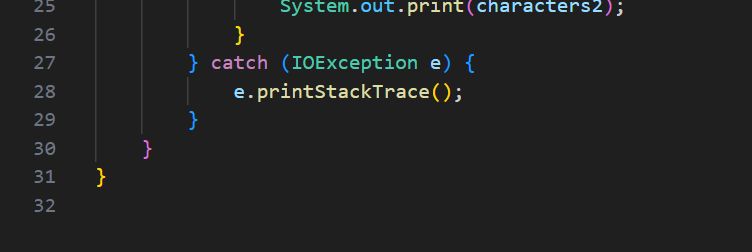 25 System.out.print(characters2);
26 }
27 } catch (IOException e) {
28 e.printStackTrace();
29 }
30 }
31 }
32